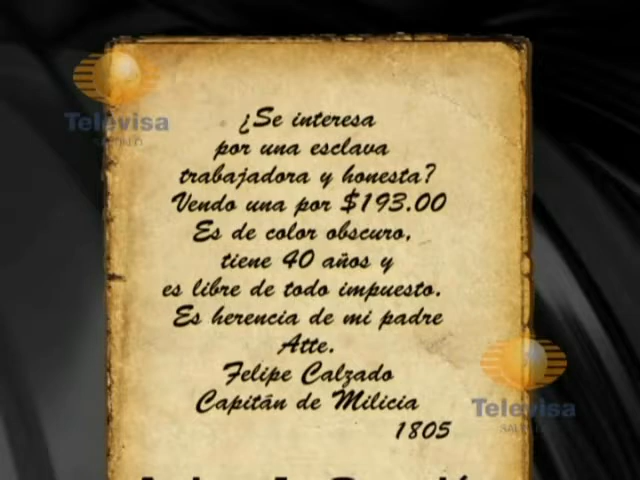 Televisa
¿Se interesa
por una esclava
trabajadora y honesta?
Vendo una por $193.00
Es de color obscuro,
tiene 40 años y
es libre de todo impuesto.
Es herencia de mi padre
Atte.
Felipe Calzado
Capitán de Milicia
1805
Televisa